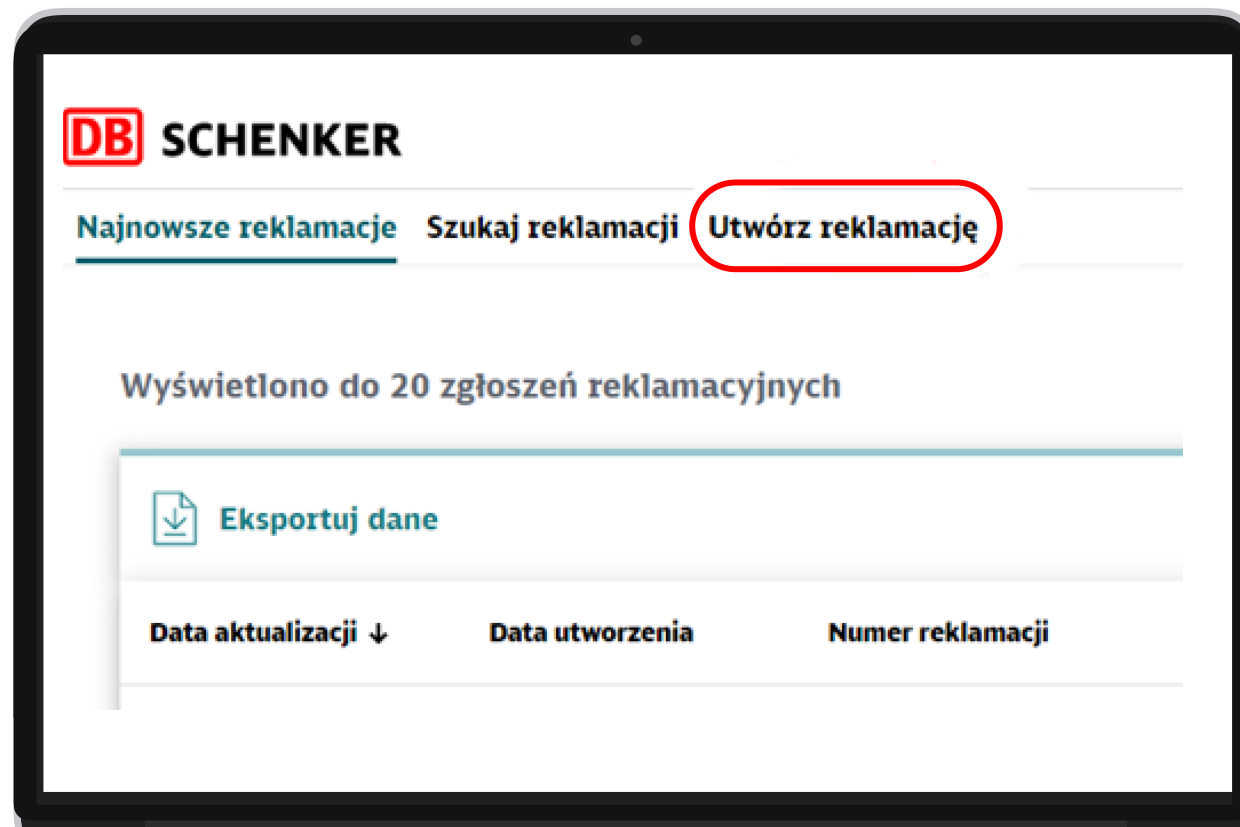 DB SCHENKER
Najnowsze reklamacje Szukaj reklamacji Utwórz reklamację
Wyświetlono do 20 zgłoszeń reklamacyjnych
Eksportuj dane
Data aktualizacji ↓ Data utworzenia Numer reklamacji